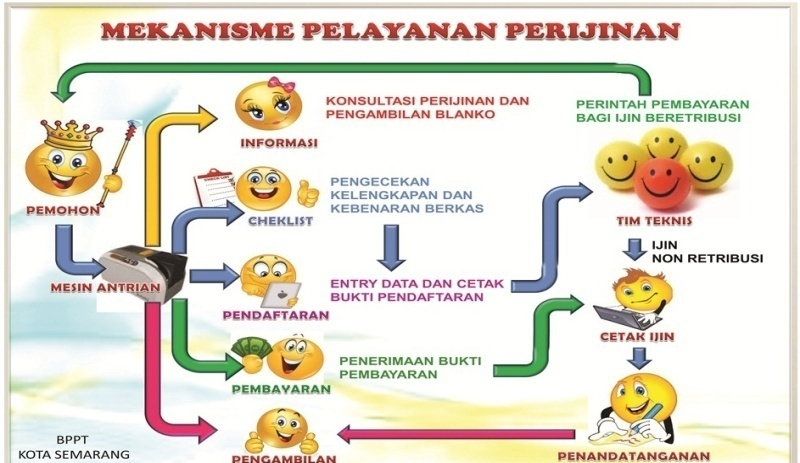 MEKANISME PELAYANAN PERIJINAN
KONSULTASI PERIJINAN DAN
PENGAMBILAN BLANKO
INFORMASI
PERINTAH PEMBAYARAN
BAGI IJIN BERETRIBUSI
PEMOHON
CHECK LIST
CHEKLIST
PENGECEKAN
KELENGKAPAN DAN
KEBENARAN BERKAS
TIM TEKNIS
IJIN
NON RETRIBUSI
MESIN ANTRIAN
PENDAFTARAN
ENTRY DATA DAN CETAK
BUKTI PENDAFTARAN
CETAK IJIN
PEMBAYARAN
PENERIMAAN BUKTI
PEMBAYARAN
PENGAMBILAN
PENANDATANGANAN
BPPT
KOTA SEMARANG